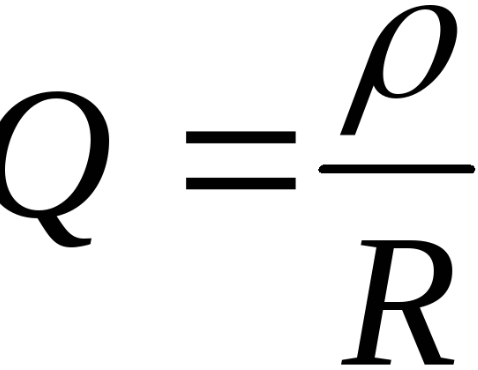 Q = ρ/R